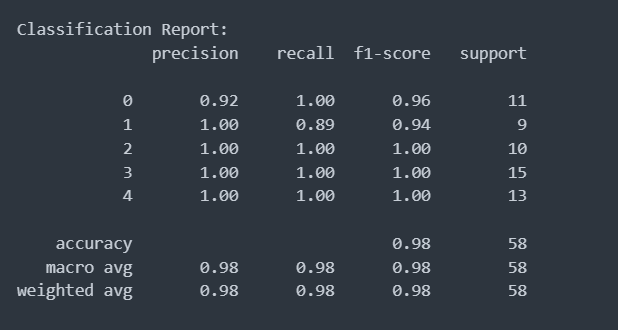 Classification Report:
precision recall f1-score support
0 0.92 1.00 0.96 11
1 1.00 0.89 0.94 9
2 1.00 1.00 1.00 10
3 1.00 1.00 1.00 15
4 1.00 1.00 1.00 13
accuracy 0.98 58
macro avg 0.98 0.98 0.98 58
weighted avg 0.98 0.98 0.98 58